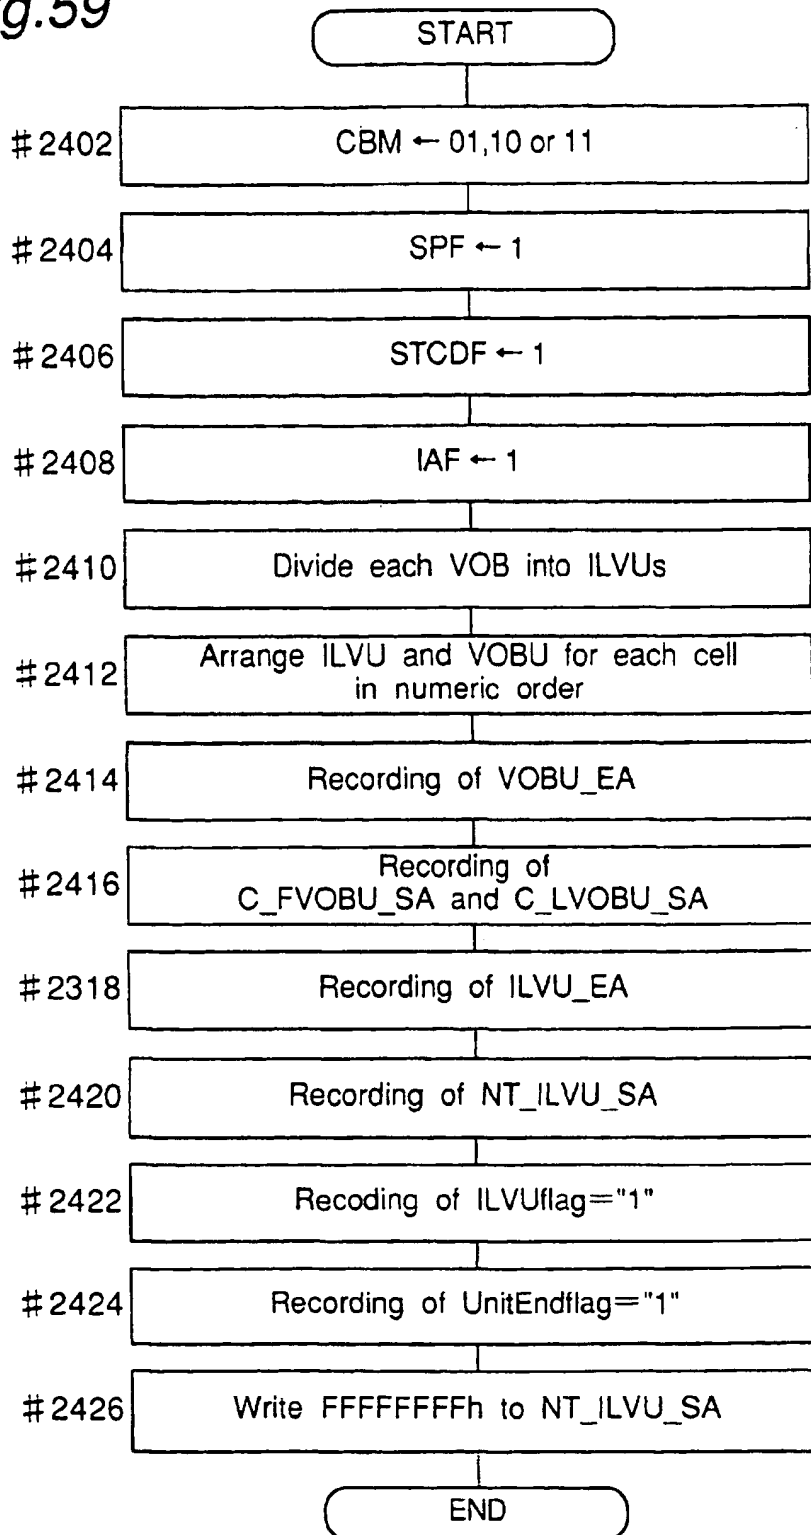 g.59
START
#2402 CBM ← 01,10 or 11
#2404 SPF ← 1
#2406 STCDF ← 1
#2408 IAF ← 1
#2410 Divide each VOB into ILVUs
#2412 Arrange ILVU and VOBU for each cell
in numeric order
#2414 Recording of VOBU_EA
#2416 Recording of
C_FVOBU_SA and C_LVOBU_SA
#2318 Recording of ILVU_EA
#2420 Recording of NT_ILVU_SA
#2422 Recoding of ILVUflag="1"
#2424 Recording of UnitEndflag="1"
#2426 Write FFFFFFFFh to NT_ILVU_SA
END